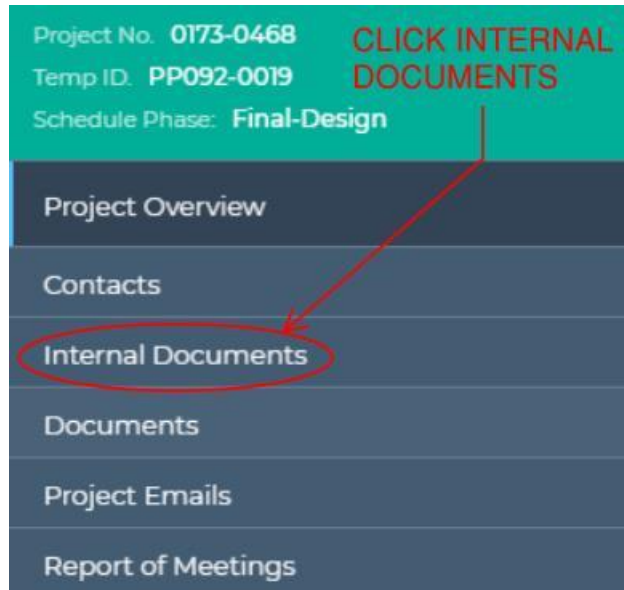 Project No. 0173-0468
CLICK INTERNAL
Temp ID. PP092-0019
DOCUMENTS
Schedule Phase: Final-Design
Project Overview
Contacts
Internal Documents
Documents
Project Emails
Report of Meetings